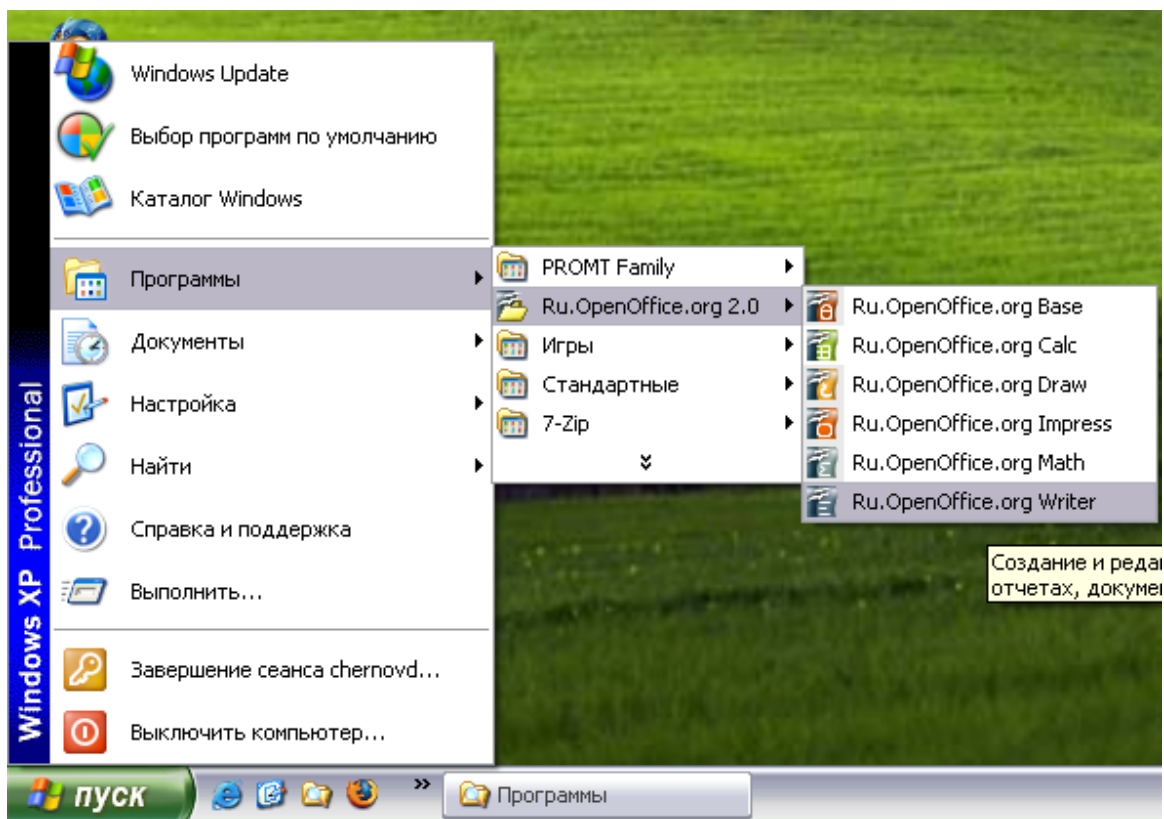 Windows Update
Выбор программ по умолчанию
Каталог Windows
Программы
Документы
Настройка
Найти
Справка и поддержка
Выполнить...
Завершение сеанса chernovd...
Выключить компьютер...
Windows XP Professional
PROMT Family
Ru.OpenOffice.org 2.0
Игры
Стандартные
7-Zip
Ru.OpenOffice.org Base
Ru.OpenOffice.org Calc
Ru.OpenOffice.org Draw
Ru.OpenOffice.org Impress
Ru.OpenOffice.org Math
Ru.OpenOffice.org Writer
Создание и
отчетах,
пуск
Программы